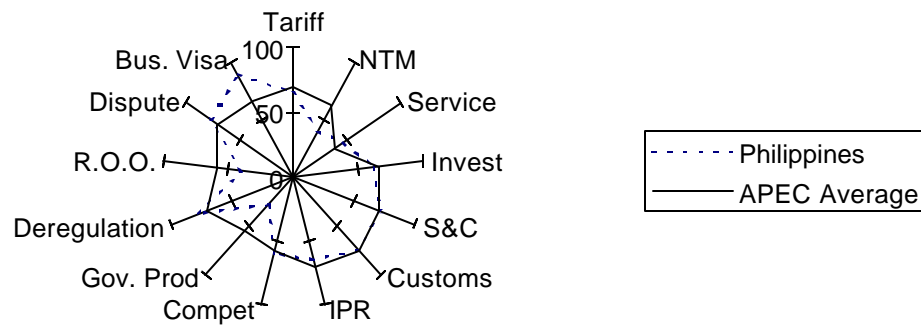 Tariff
100
Bus. Visa
NTM
Dispute
50
Service
R.O.O.
0
Invest
Deregulation
S&C
Gov. Prod
Customs
Compet
IPR
Philippines
APEC Average